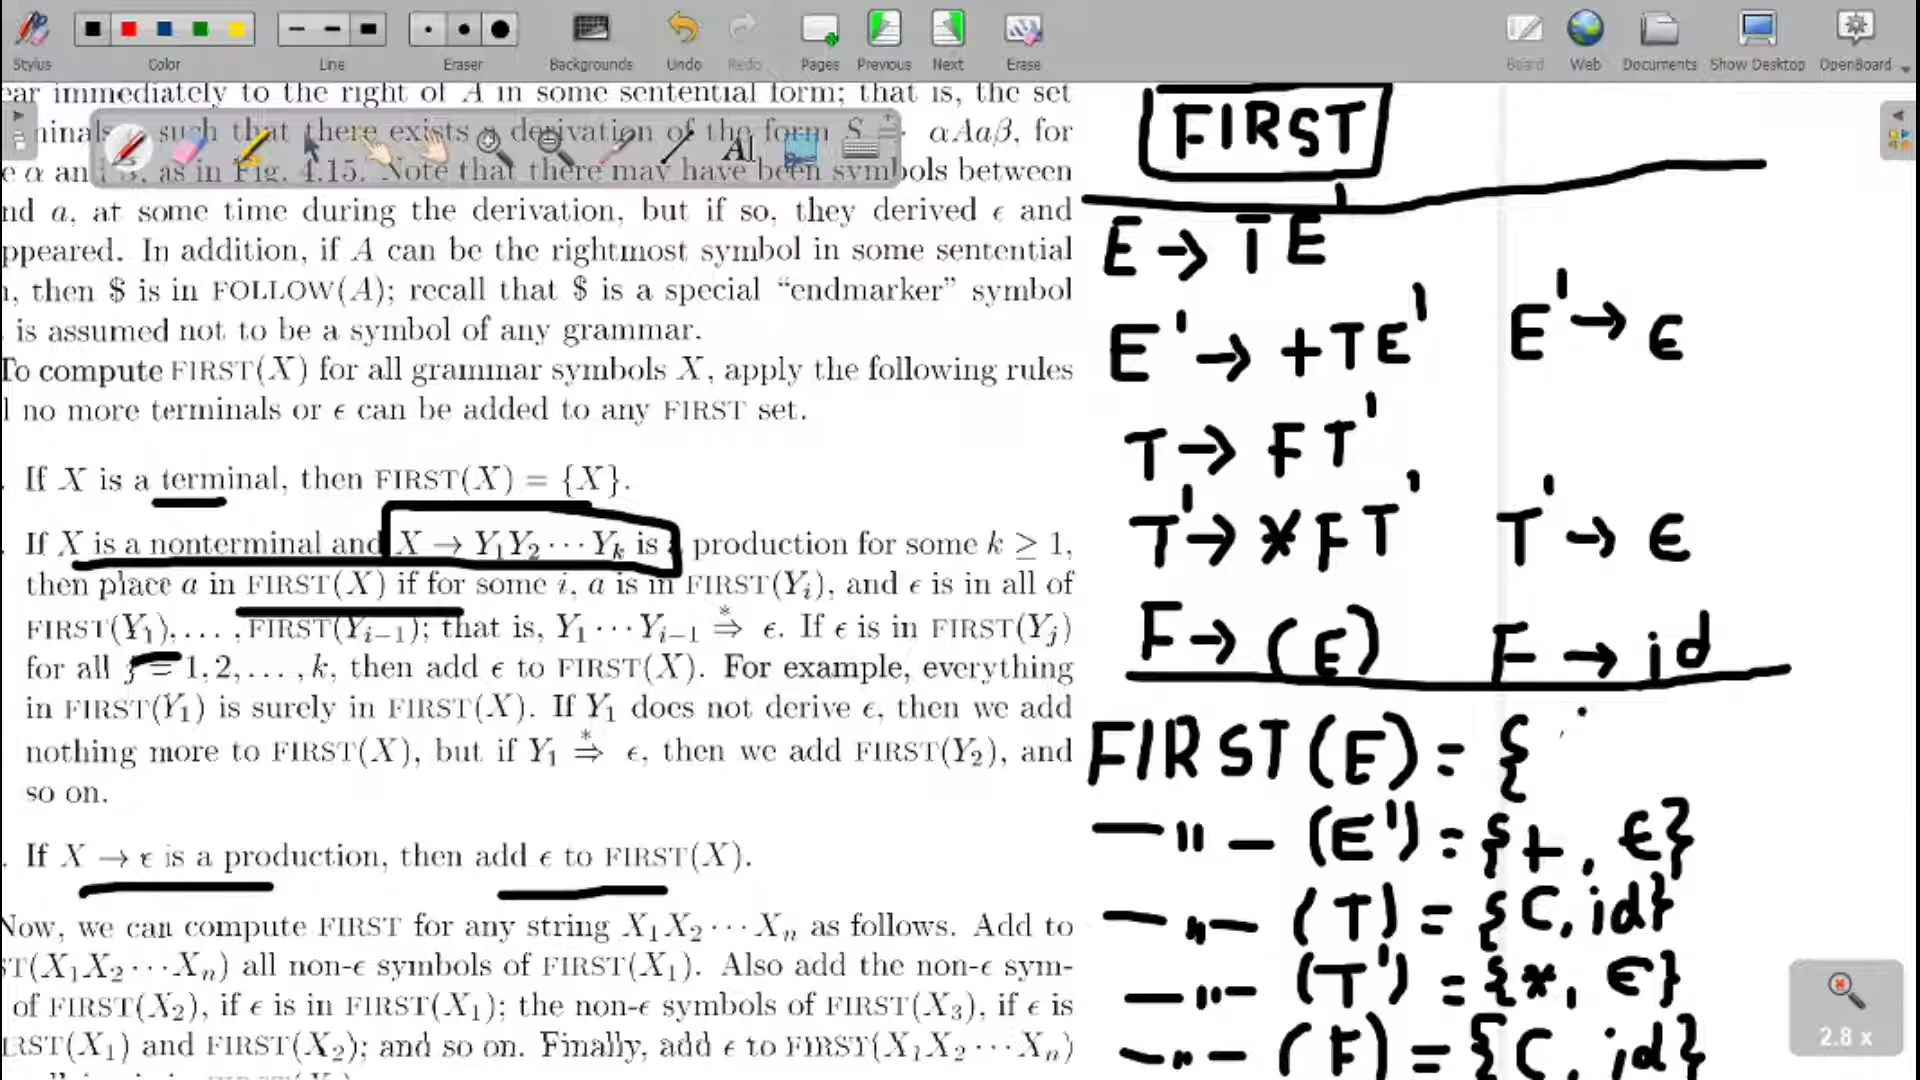 Stylus Color Line Eraser Backgrounds Undo Redo Pages Previous Next Erase Board Web Documents Show Desktop OpenBoard
ear immediately to the right of A in some sentential form; that is, the set
such that there exists a derivation of the form S ⇒ αAaβ, for
as in Fig. 4.15. Note that there may have been symbols between
nd a, at some time during the derivation, but if so, they derived ϵ and
ppeared. In addition, if A can be the rightmost symbol in some sentential
, then $ is in FOLLOW(A); recall that $ is a special “endmarker” symbol
is assumed not to be a symbol of any grammar.
To compute FIRST(X) for all grammar symbols X, apply the following rules
l no more terminals or ϵ can be added to any FIRST set.
. If X is a terminal, then FIRST(X) = {X}.
. If X is a nonterminal and X → Y₁Y₂ ⋯ Yₖ is production for some k ≥ 1,
then place a in FIRST(X) if for some i, a is in FIRST(Yᵢ), and ϵ is in all of
FIRST(Y₁), … , FIRST(Yᵢ₋₁); that is, Y₁ ⋯ Yᵢ₋₁ ⇒* ϵ. If ϵ is in FIRST(Yⱼ)
for all j = 1, 2, … , k, then add ϵ to FIRST(X). For example, everything
in FIRST(Y₁) is surely in FIRST(X). If Y₁ does not derive ϵ, then we add
nothing more to FIRST(X), but if Y₁ ⇒* ϵ, then we add FIRST(Y₂), and
so on.
. If X → ϵ is a production, then add ϵ to FIRST(X).
Now, we can compute FIRST for any string X₁X₂ ⋯ Xₙ as follows. Add to
ST(X₁X₂ ⋯ Xₙ) all non-ϵ symbols of FIRST(X₁). Also add the non-ϵ sym-
of FIRST(X₂), if ϵ is in FIRST(X₁); the non-ϵ symbols of FIRST(X₃), if ϵ is
RST(X₁) and FIRST(X₂); and so on. Finally, add ϵ to FIRST(X₁X₂ ⋯ Xₙ)
FIRST
E → TE'
E' → +TE' E' → ϵ
T → FT'
T' → *FT' T' → ϵ
F → (E) F → id
FIRST(E) = {
—"— (E') = {+, ϵ}
—"— (T) = {(, id}
—"— (T') = {*, ϵ}
—"— (F) = {(, id}
2.8 x